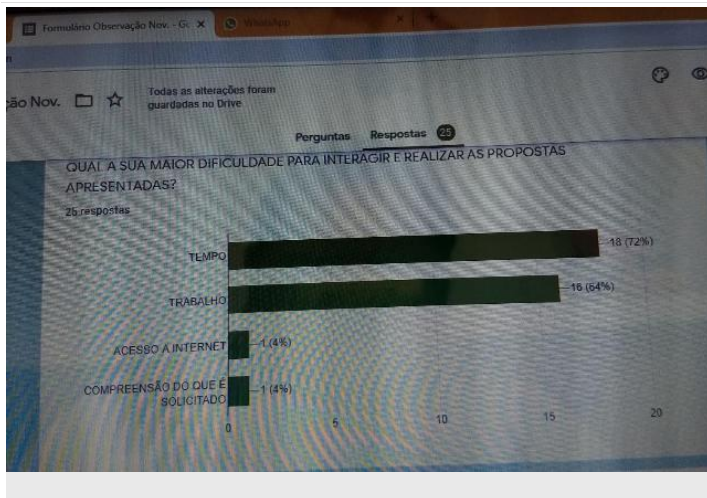 Formulário Observação Nov. - Go
WhatsApp
ção Nov.
Todas as alterações foram
guardadas no Drive
Perguntas Respostas 25
QUAL A SUA MAIOR DIFICULDADE PARA INTERAGIR E REALIZAR AS PROPOSTAS
APRESENTADAS?
25 respostas
TEMPO 18 (72%)
TRABALHO 16 (64%)
ACESSO A INTERNET 1 (4%)
COMPREENSÃO DO QUE É
SOLICITADO 1 (4%)
0 5 10 15 20